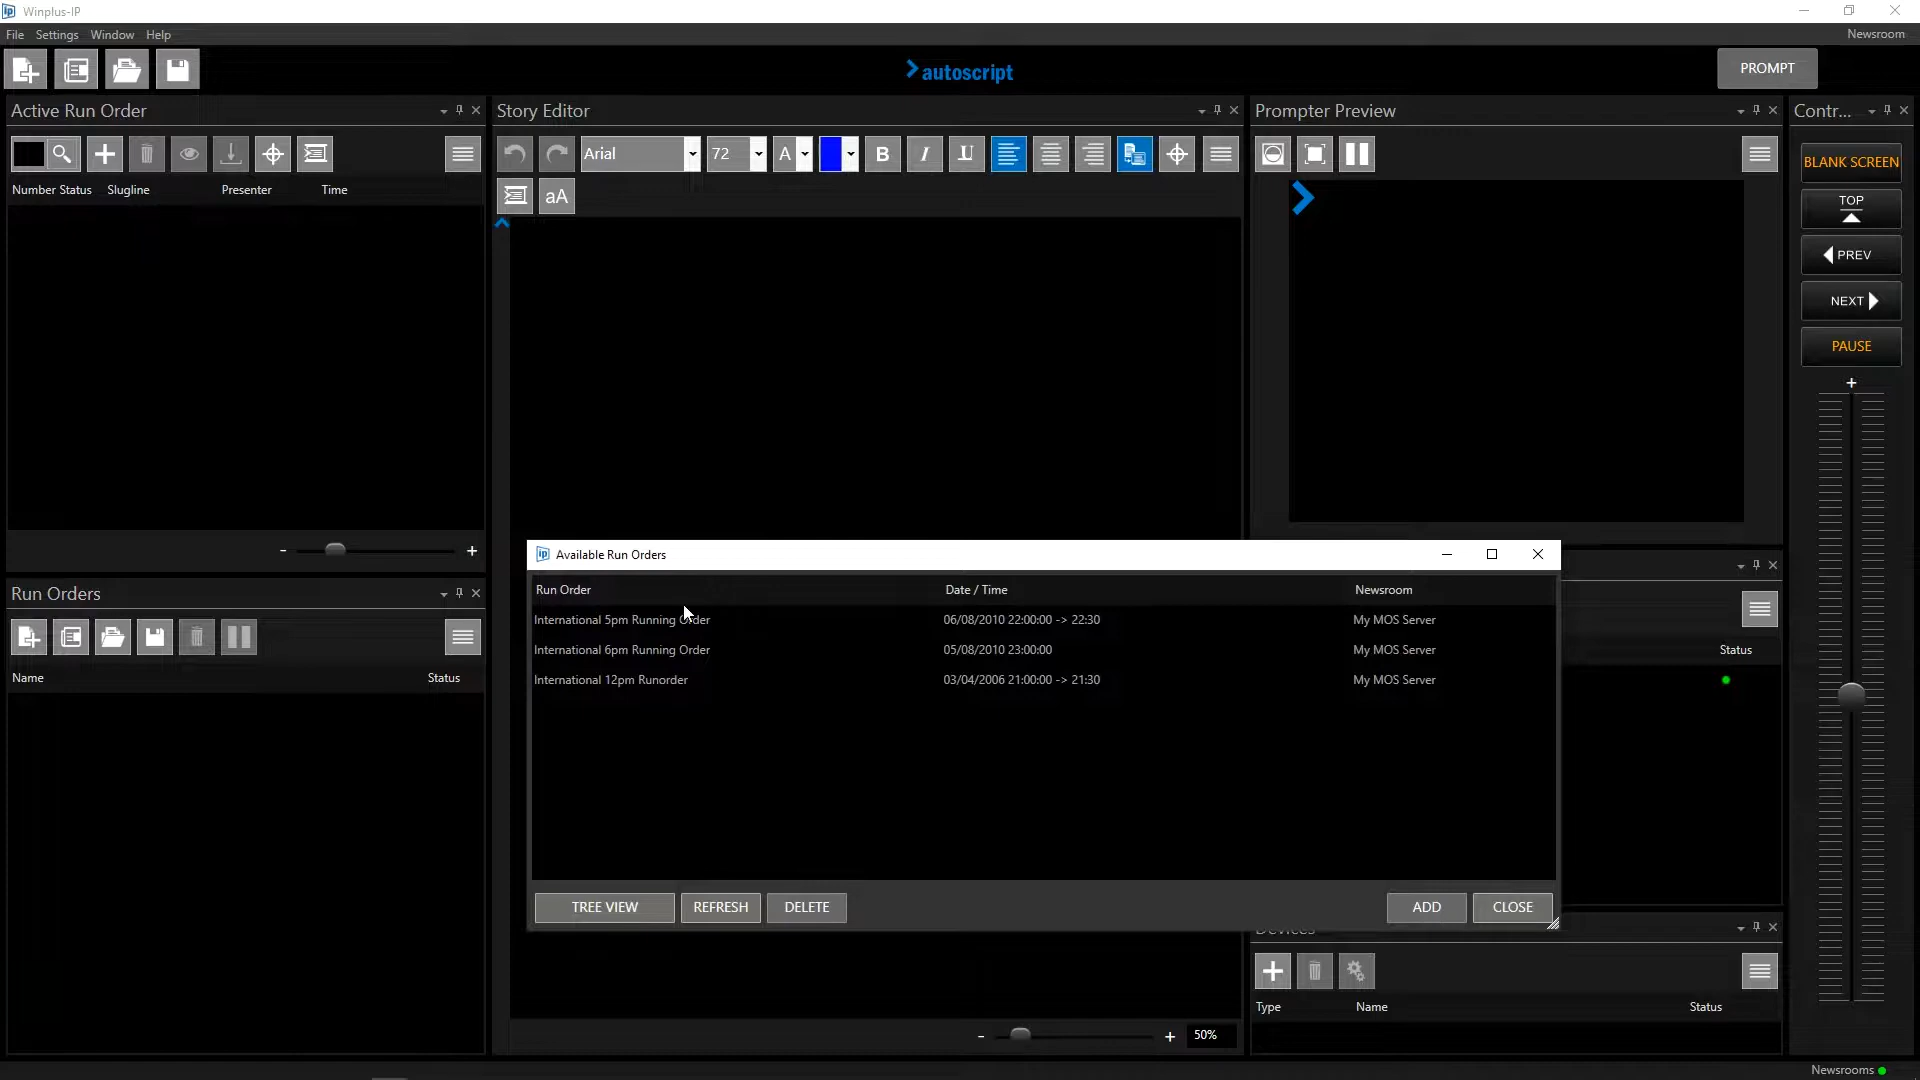 Winplus-IP
File Settings Window Help Newsroom
autoscript
PROMPT
Active Run Order
Number Status Slugline Presenter Time
- +
Run Orders
Name Status
Story Editor
Arial 72 A B I U
aA
- + 50%
Prompter Preview
Contr...
BLANK SCREEN
TOP
PREV
NEXT
PAUSE
+
ip Available Run Orders
Run Order Date / Time Newsroom
International 5pm Running Order 06/08/2010 22:00:00 -> 22:30 My MOS Server
International 6pm Running Order 05/08/2010 23:00:00 My MOS Server
International 12pm Runorder 03/04/2006 21:00:00 -> 21:30 My MOS Server
TREE VIEW REFRESH DELETE ADD CLOSE
Status
Devices
Type Name Status
Newsrooms